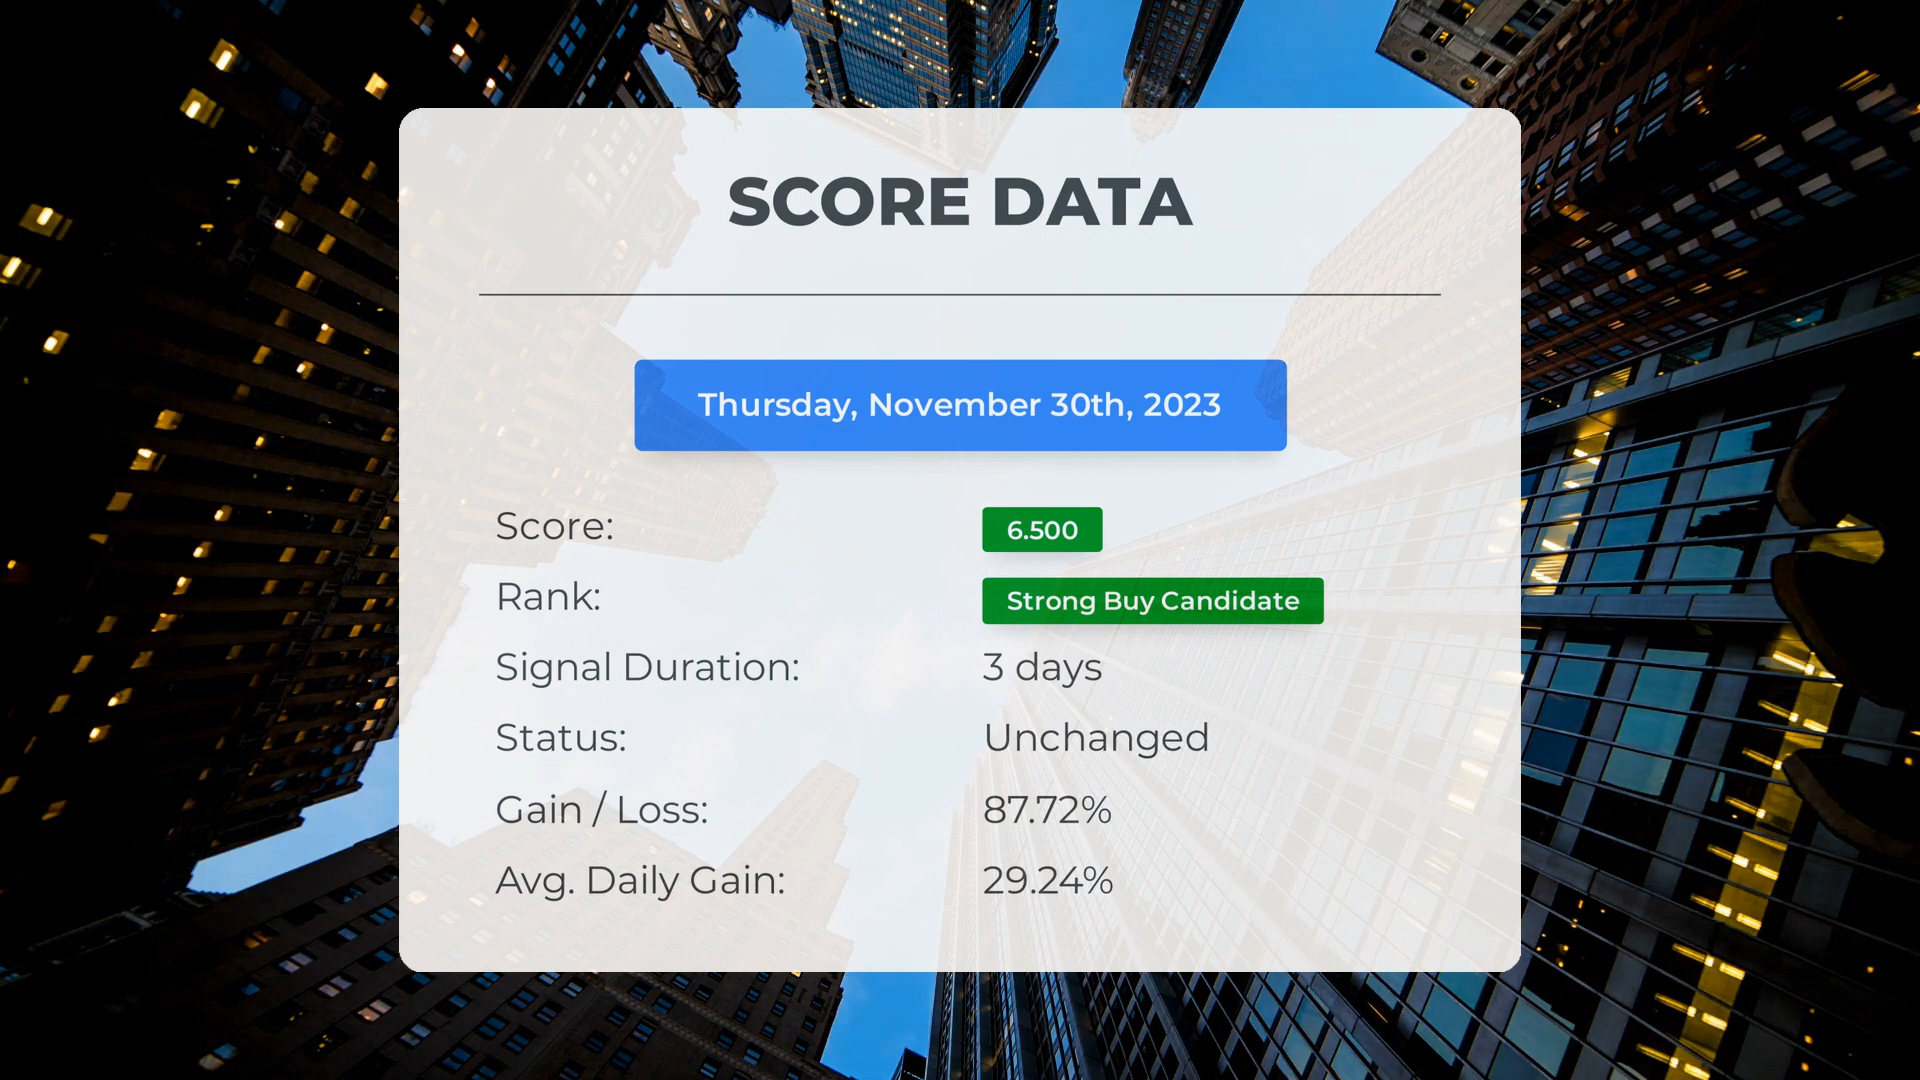 SCORE DATA
Thursday, November 30th, 2023
Score: 6.500
Rank: Strong Buy Candidate
Signal Duration: 3 days
Status: Unchanged
Gain / Loss: 87.72%
Avg. Daily Gain: 29.24%